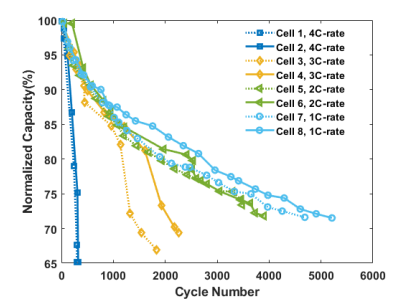 100
95
90
85
80
75
70
65
0
1000
2000
3000
4000
5000
6000
Normalized Capacity(%)
Cycle Number
Cell 1, 4C-rate
Cell 2, 4C-rate
Cell 3, 3C-rate
Cell 4, 3C-rate
Cell 5, 2C-rate
Cell 6, 2C-rate
Cell 7, 1C-rate
Cell 8, 1C-rate